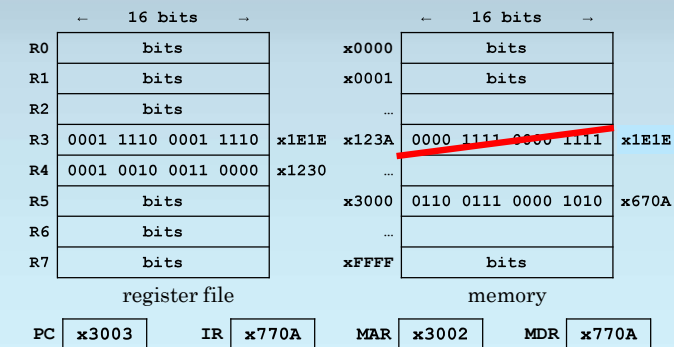 ← 16 bits → ← 16 bits →
R0 bits x0000 bits
R1 bits x0001 bits
R2 bits …
R3 0001 1110 0001 1110 x1E1E x123A 0000 1111 0000 1111 x1E1E
R4 0001 0010 0011 0000 x1230 …
R5 bits x3000 0110 0111 0000 1010 x670A
R6 bits …
R7 bits xFFFF bits
register file memory
PC x3003 IR x770A MAR x3002 MDR x770A